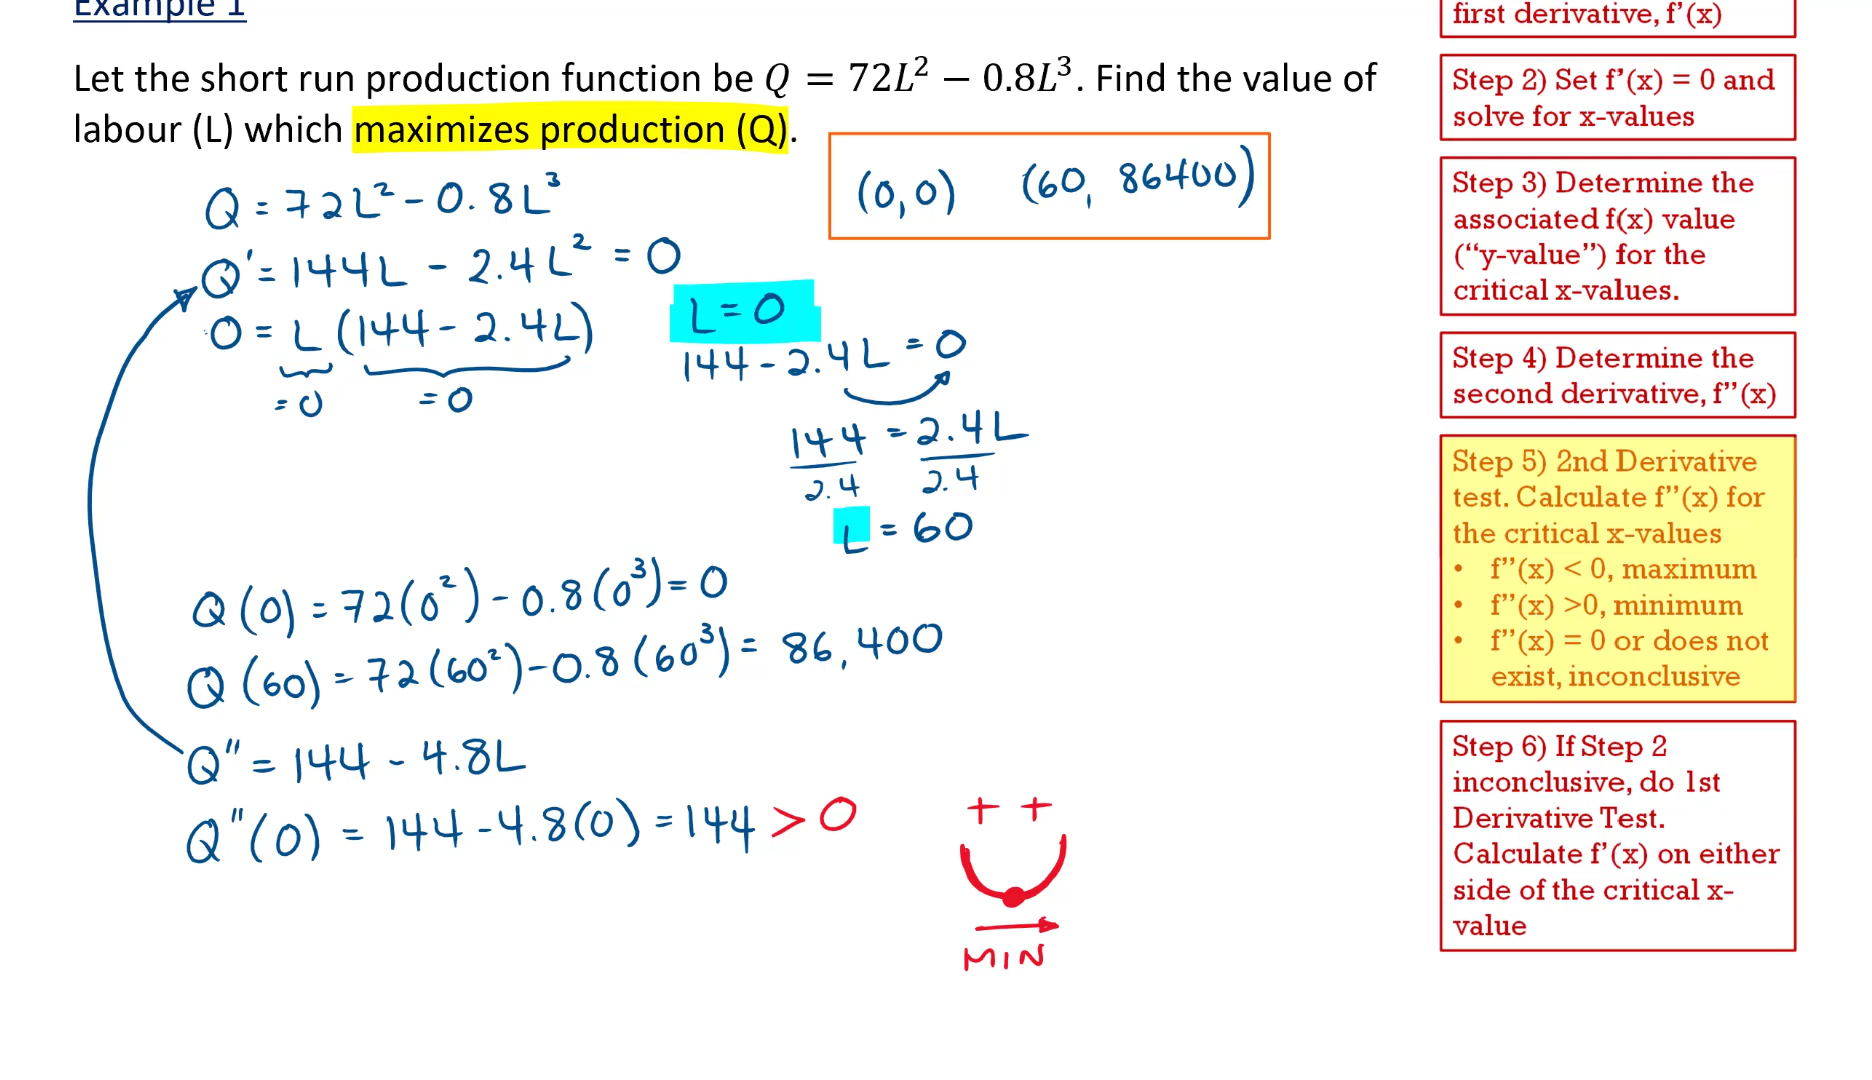 Example 1
Let the short run production function be Q = 72L² − 0.8L³. Find the value of
labour (L) which maximizes production (Q).
(0,0) (60, 86400)
Q = 72L² - 0.8L³
Q' = 144L - 2.4L² = 0
0 = L (144 - 2.4L)
= 0 = 0
L = 0
144 - 2.4L = 0
144 = 2.4L
2.4 2.4
L = 60
Q(0) = 72(0²) - 0.8(0³) = 0
Q(60) = 72(60²) - 0.8(60³) = 86,400
Q" = 144 - 4.8L
Q"(0) = 144 - 4.8(0) = 144 > 0
+ +
MIN
first derivative, f'(x)
Step 2) Set f'(x) = 0 and
solve for x-values
Step 3) Determine the
associated f(x) value
(“y-value”) for the
critical x-values.
Step 4) Determine the
second derivative, f''(x)
Step 5) 2nd Derivative
test. Calculate f''(x) for
the critical x-values
• f''(x) < 0, maximum
• f''(x) >0, minimum
• f''(x) = 0 or does not
exist, inconclusive
Step 6) If Step 2
inconclusive, do 1st
Derivative Test.
Calculate f'(x) on either
side of the critical x-
value